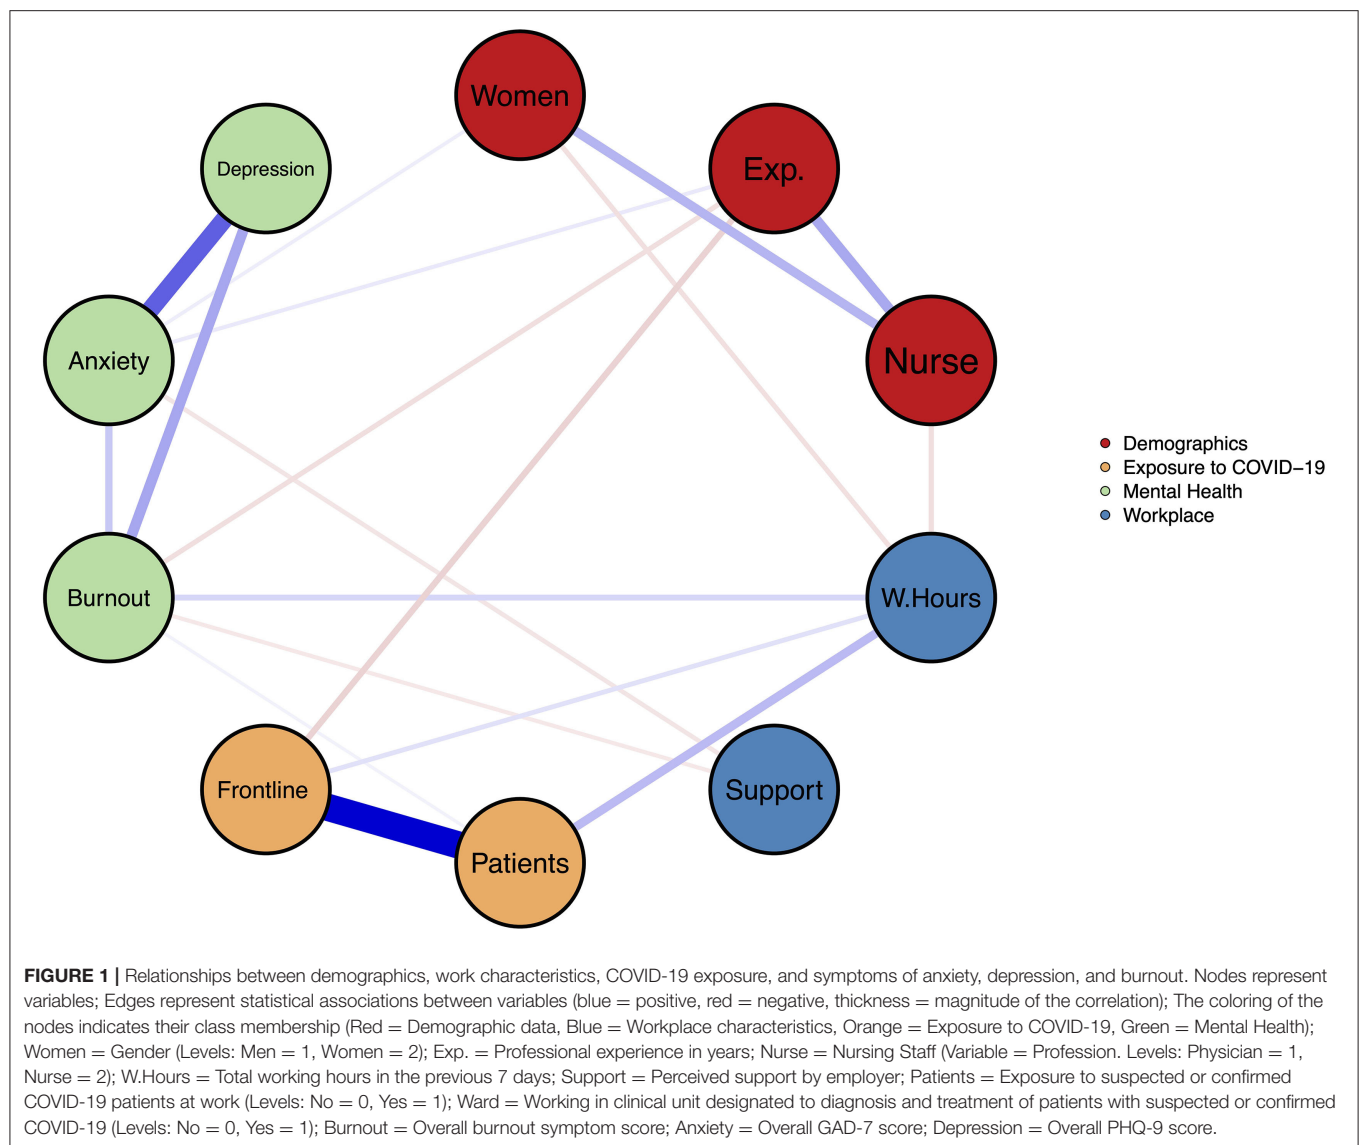 Women
Depression
Exp.
Anxiety
Nurse
Demographics
Exposure to COVID–19
Mental Health
Workplace
Burnout
W.Hours
Frontline
Support
Patients
FIGURE 1 | Relationships between demographics, work characteristics, COVID-19 exposure, and symptoms of anxiety, depression, and burnout. Nodes represent
variables; Edges represent statistical associations between variables (blue = positive, red = negative, thickness = magnitude of the correlation); The coloring of the
nodes indicates their class membership (Red = Demographic data, Blue = Workplace characteristics, Orange = Exposure to COVID-19, Green = Mental Health);
Women = Gender (Levels: Men = 1, Women = 2); Exp. = Professional experience in years; Nurse = Nursing Staff (Variable = Profession. Levels: Physician = 1,
Nurse = 2); W.Hours = Total working hours in the previous 7 days; Support = Perceived support by employer; Patients = Exposure to suspected or confirmed
COVID-19 patients at work (Levels: No = 0, Yes = 1); Ward = Working in clinical unit designated to diagnosis and treatment of patients with suspected or confirmed
COVID-19 (Levels: No = 0, Yes = 1); Burnout = Overall burnout symptom score; Anxiety = Overall GAD-7 score; Depression = Overall PHQ-9 score.